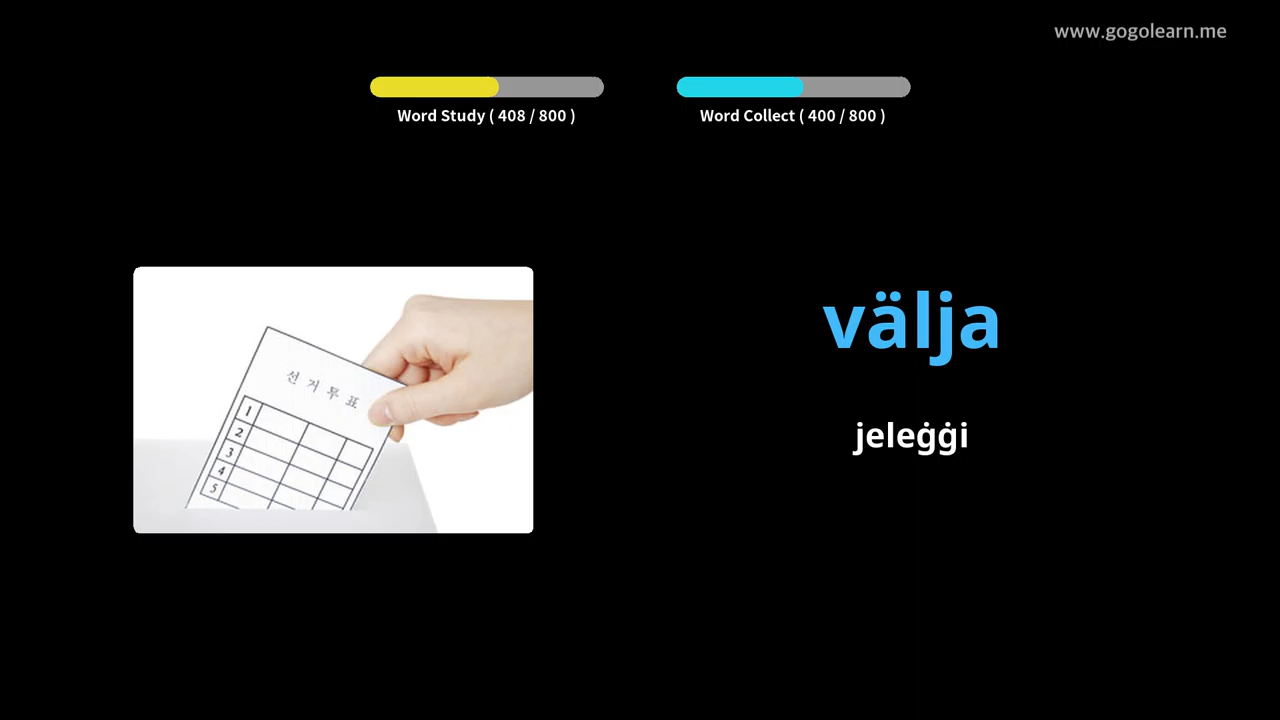 www.gogolearn.me
Word Study ( 408 / 800 )
Word Collect ( 400 / 800 )
선거투표
1
2
3
4
5
välja
jeleġġi